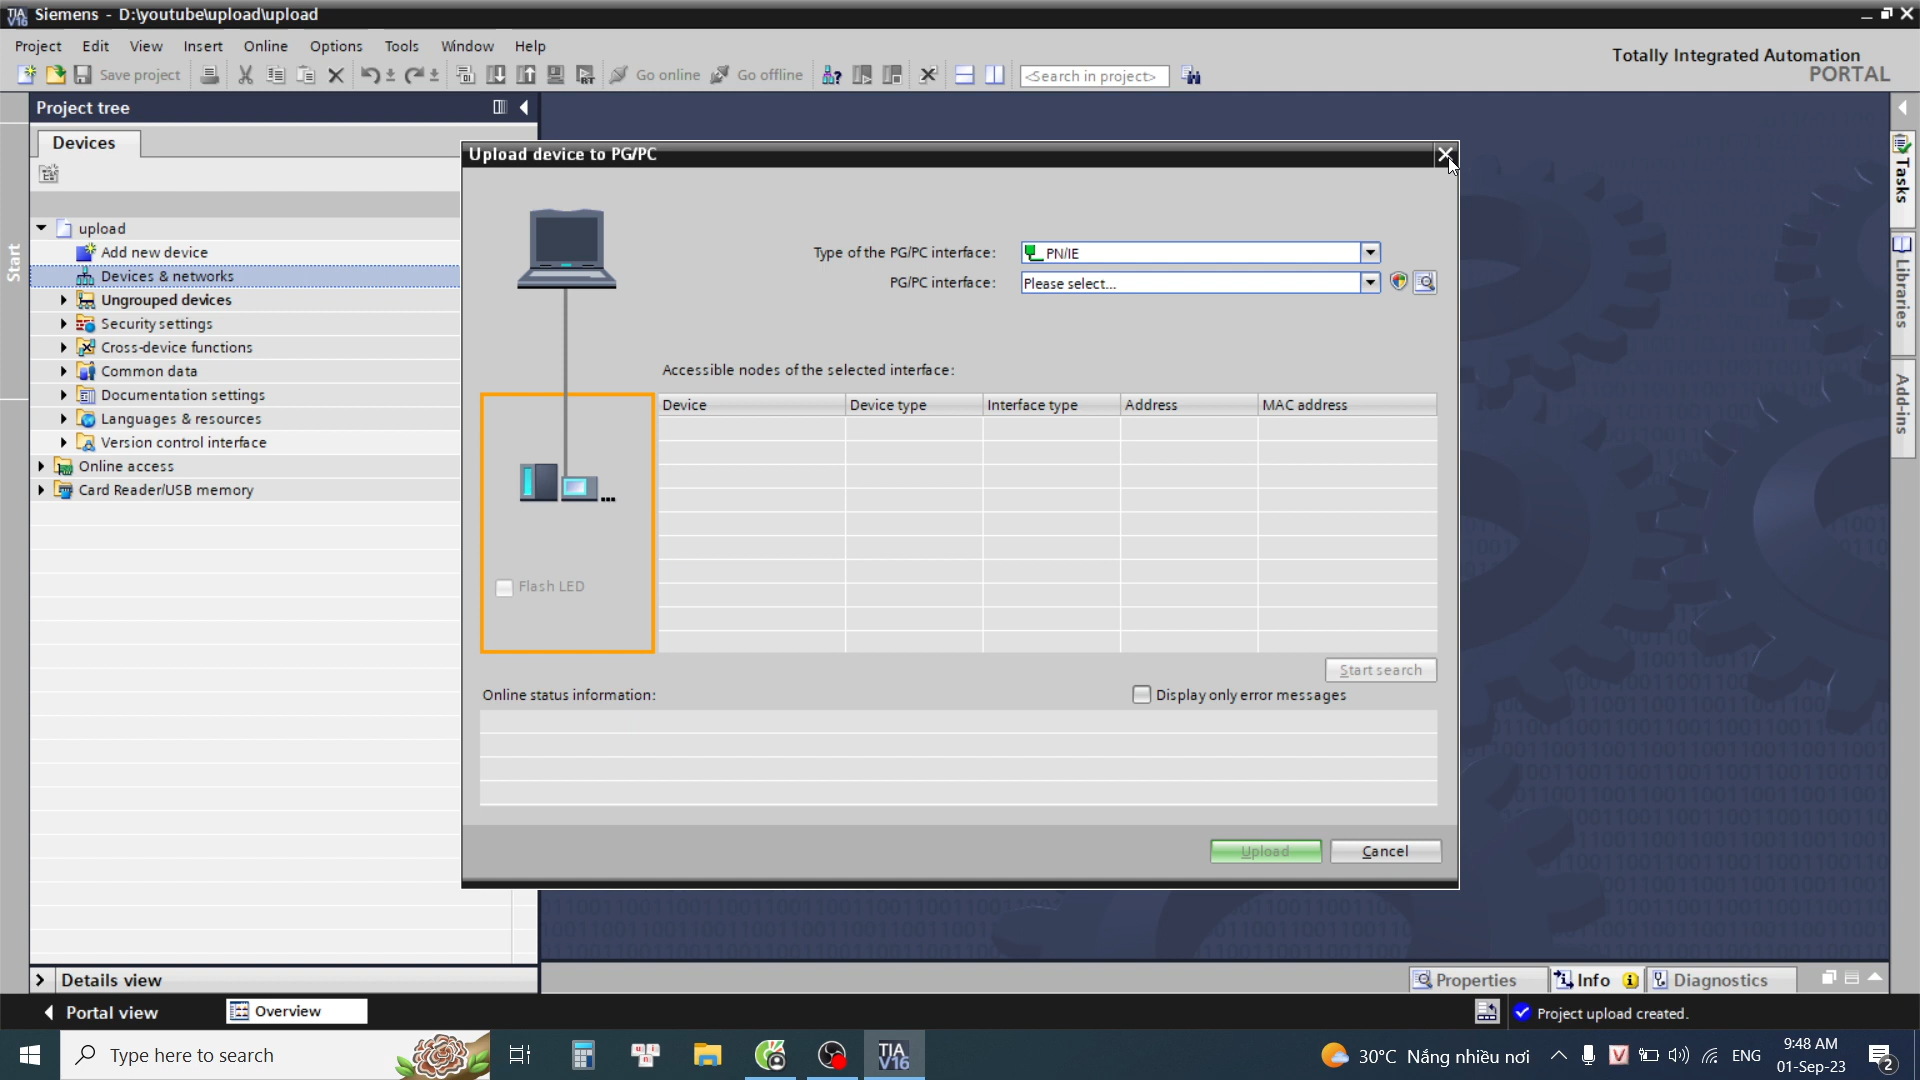 Siemens - D:\youtube\upload\upload
Project Edit View Insert Online Options Tools Window Help
Totally Integrated Automation
PORTAL
Save project
Go online
Go offline
<Search in project>
Project tree
Devices
Start
upload
Add new device
Devices & networks
Ungrouped devices
Security settings
Cross-device functions
Common data
Documentation settings
Languages & resources
Version control interface
Online access
Card Reader/USB memory
Upload device to PG/PC
Type of the PG/PC interface: PN/IE
PG/PC interface: Please select...
Accessible nodes of the selected interface:
Device Device type Interface type Address MAC address
Flash LED
Start search
Online status information:
Display only error messages
Upload
Cancel
Tasks
Libraries
Add-ins
Details view
Properties
Info
Diagnostics
Portal view
Overview
Project upload created.
Type here to search
TIA
V16
30°C Nắng nhiều nơi
ENG
9:48 AM
01-Sep-23
2